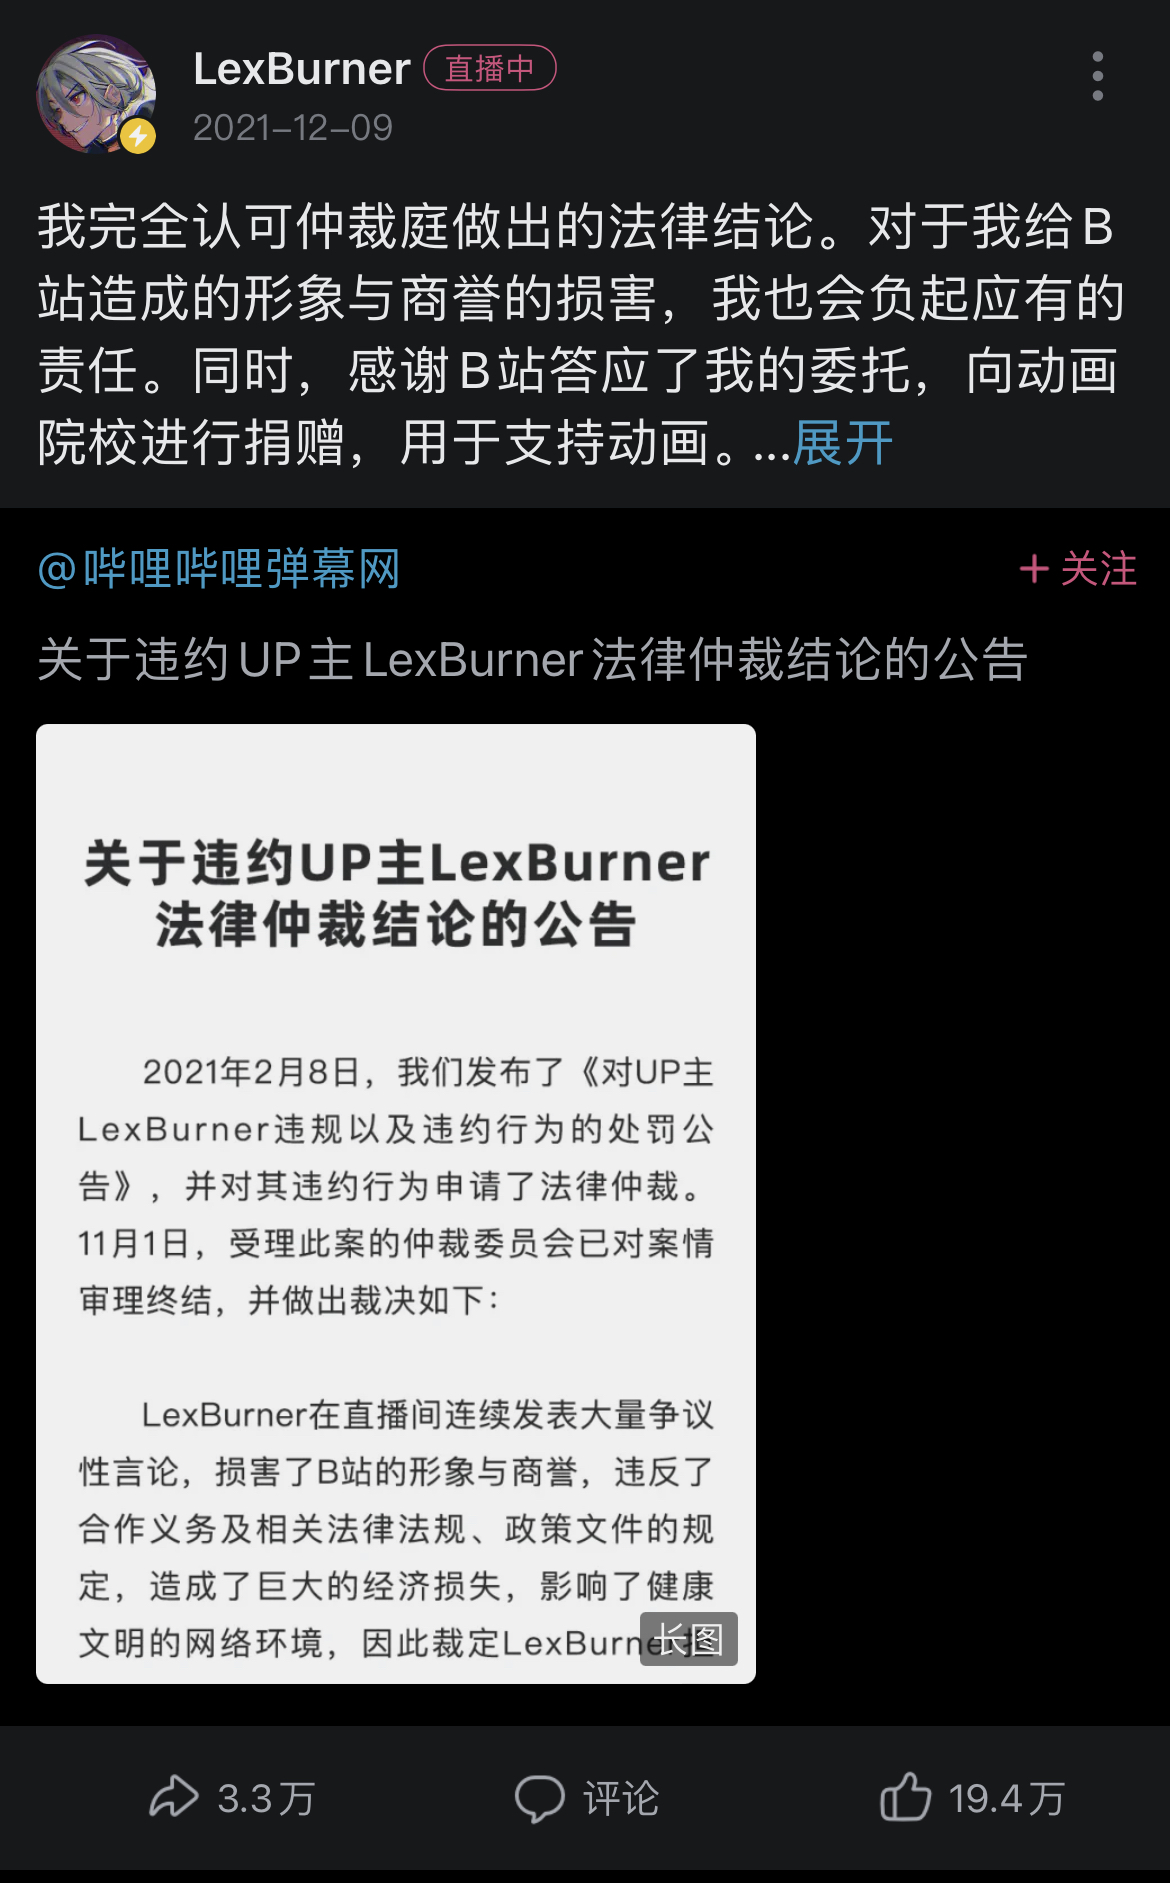 LexBurner 直播中
2021-12-09
我完全认可仲裁庭做出的法律结论。对于我给B
站造成的形象与商誉的损害，我也会负起应有的
责任。同时，感谢B站答应了我的委托，向动画
院校进行捐赠，用于支持动画。...展开
@哔哩哔哩弹幕网
+ 关注
关于违约UP主LexBurner法律仲裁结论的公告
关于违约UP主LexBurner
法律仲裁结论的公告
2021年2月8日，我们发布了《对UP主
LexBurner违规以及违约行为的处罚公
告》，并对其违约行为申请了法律仲裁。
11月1日，受理此案的仲裁委员会已对案情
审理终结，并做出裁决如下：
LexBurner在直播间连续发表大量争议
性言论，损害了B站的形象与商誉，违反了
合作义务及相关法律法规、政策文件的规
定，造成了巨大的经济损失，影响了健康
文明的网络环境，因此裁定LexBurner担
长图
3.3万
评论
19.4万